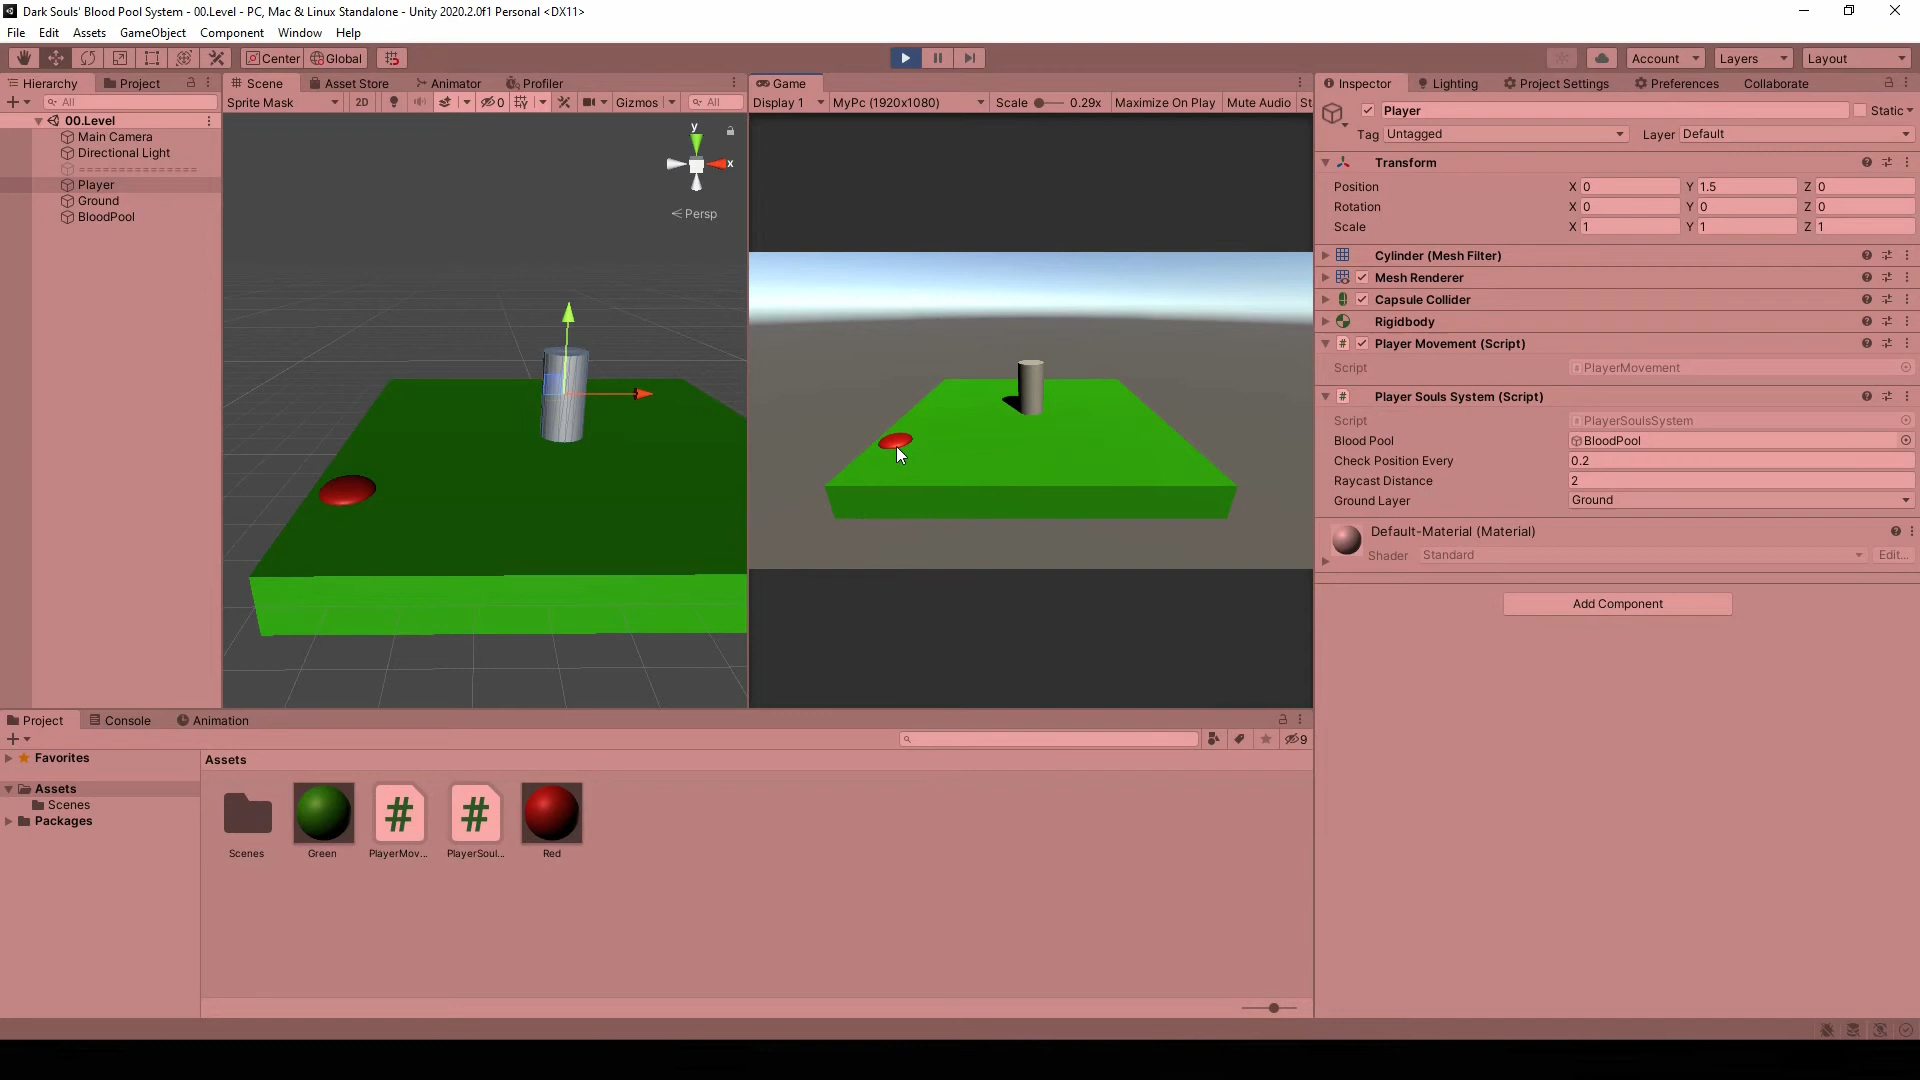 Dark Souls' Blood Pool System - 00.Level - PC, Mac & Linux Standalone - Unity 2020.2.0f1 Personal <DX11>
File Edit Assets GameObject Component Window Help
Center Global Account Layers Layout
Hierarchy Project
All
00.Level
Main Camera
Directional Light
===============
Player
Ground
BloodPool
Scene Asset Store Animator Profiler
Sprite Mask 2D 0 Gizmos All
y
x
Persp
Game
Display 1 MyPc (1920x1080) Scale 0.29x Maximize On Play Mute Audio St
Inspector Lighting Project Settings Preferences Collaborate
Player Static
Tag Untagged Layer Default
Transform
Position X 0 Y 1.5 Z 0
Rotation X 0 Y 0 Z 0
Scale X 1 Y 1 Z 1
Cylinder (Mesh Filter)
Mesh Renderer
Capsule Collider
Rigidbody
# Player Movement (Script)
Script PlayerMovement
# Player Souls System (Script)
Script PlayerSoulsSystem
Blood Pool BloodPool
Check Position Every 0.2
Raycast Distance 2
Ground Layer Ground
Default-Material (Material)
Shader Standard Edit...
Add Component
Project Console Animation
9
Favorites
Assets
Scenes
Packages
Assets
# #
Scenes Green PlayerMov... PlayerSoul... Red